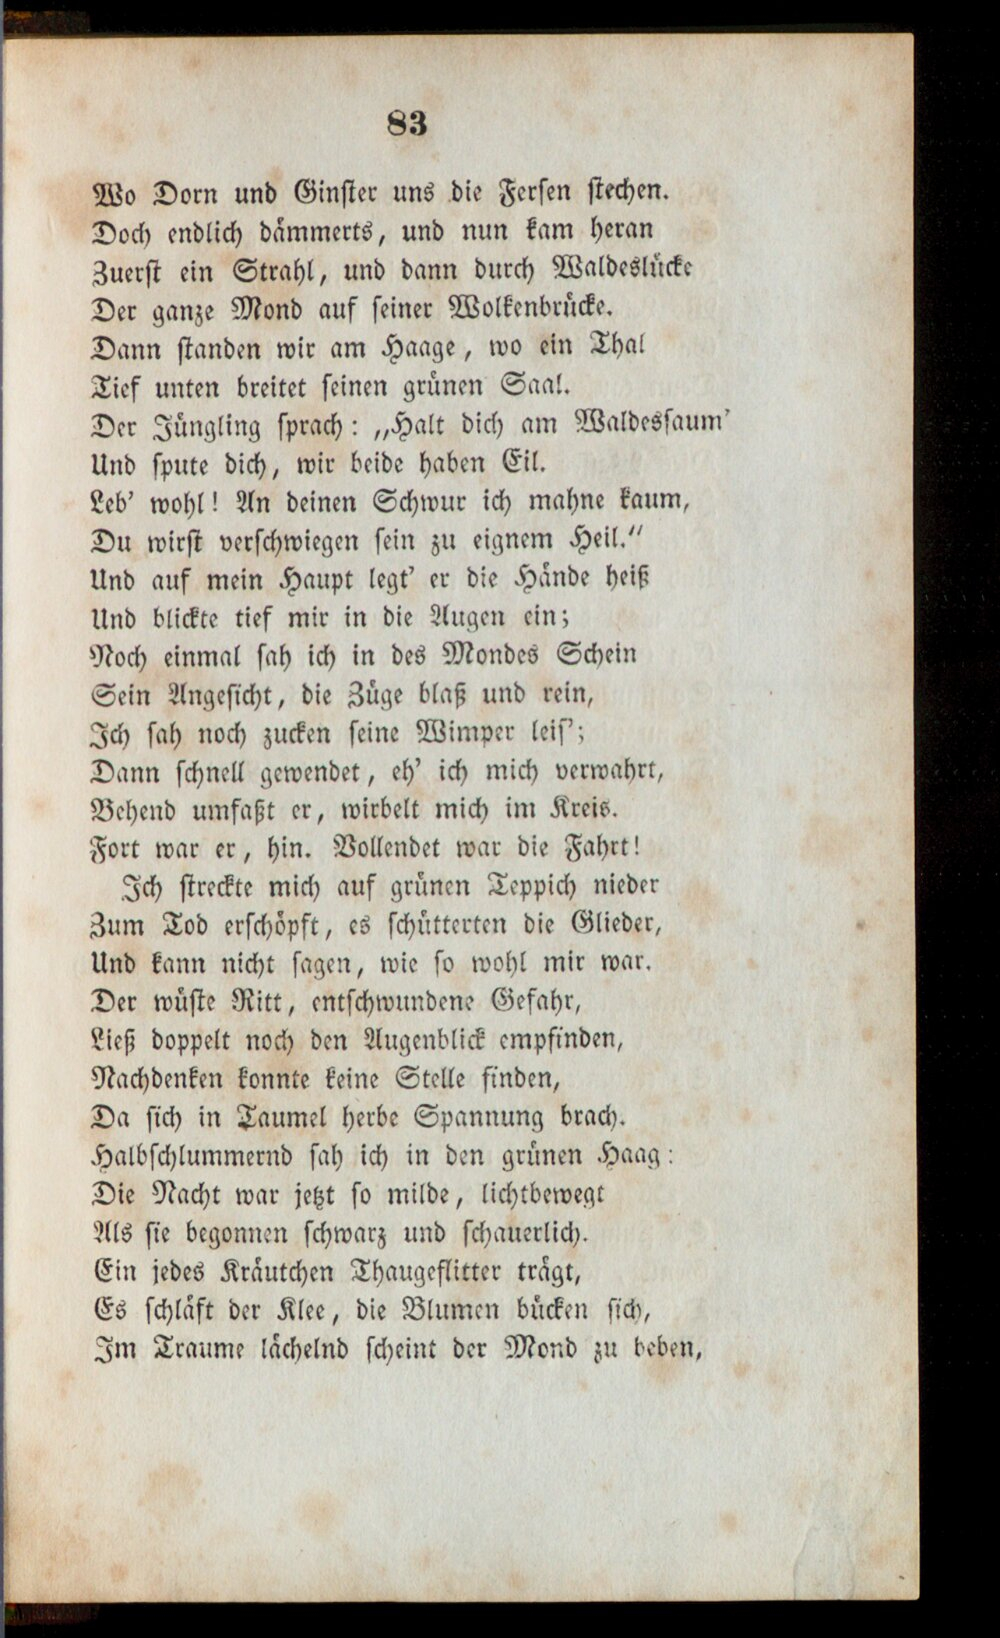 83
Wo Dorn und Ginster uns die Fersen stechen.
Doch endlich dämmerts, und nun kam heran
Zuerst ein Strahl, und dann durch Waldeslücke
Der ganze Mond auf seiner Wolkenbrücke.
Dann standen wir am Haage, wo ein Thal
Tief unten breitet seinen grünen Saal.
Der Jüngling sprach: „Halt dich am Waldessaum’
Und spute dich, wir beide haben Eil.
Leb’ wohl! An deinen Schwur ich mahne kaum,
Du wirst verschwiegen sein zu eignem Heil.“
Und auf mein Haupt legt’ er die Hände heiß
Und blickte tief mir in die Augen ein;
Noch einmal sah ich in des Mondes Schein
Sein Angesicht, die Züge blaß und rein,
Ich sah noch zucken seine Wimper leis’;
Dann schnell gewendet, eh’ ich mich verwahrt,
Behend umfaßt er, wirbelt mich im Kreis.
Fort war er, hin. Vollendet war die Fahrt!
Ich streckte mich auf grünen Teppich nieder
Zum Tod erschöpft, es schütterten die Glieder,
Und kann nicht sagen, wie so wohl mir war.
Der wüste Ritt, entschwundene Gefahr,
Ließ doppelt noch den Augenblick empfinden,
Nachdenken konnte keine Stelle finden,
Da sich in Taumel herbe Spannung brach.
Halbschlummernd sah ich in den grünen Haag:
Die Nacht war jetzt so milde, lichtbewegt
Als sie begonnen schwarz und schauerlich.
Ein jedes Kräutchen Thaugeflitter trägt,
Es schläft der Klee, die Blumen bücken sich,
Im Traume lächelnd scheint der Mond zu beben,